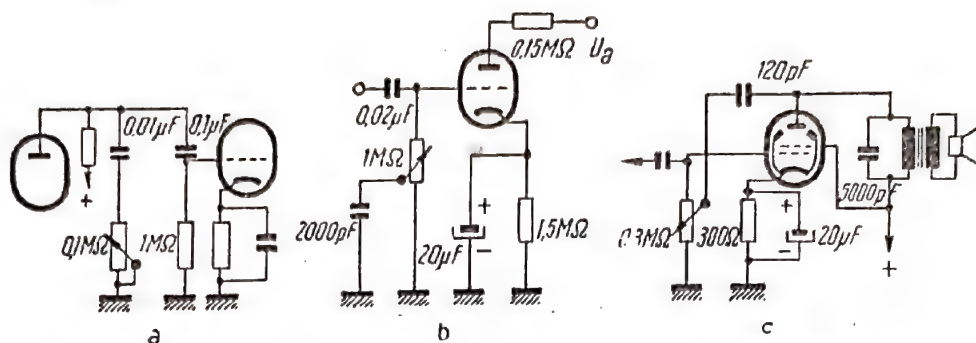 0,01µF
0,1µF
+
0,1MΩ
1MΩ
a
0,15MΩ
Ua
0,02µF
1MΩ
2000pF
20µF
+
−
1,5MΩ
b
120pF
5000pF
0,3MΩ
300Ω
+
−
20µF
+
c